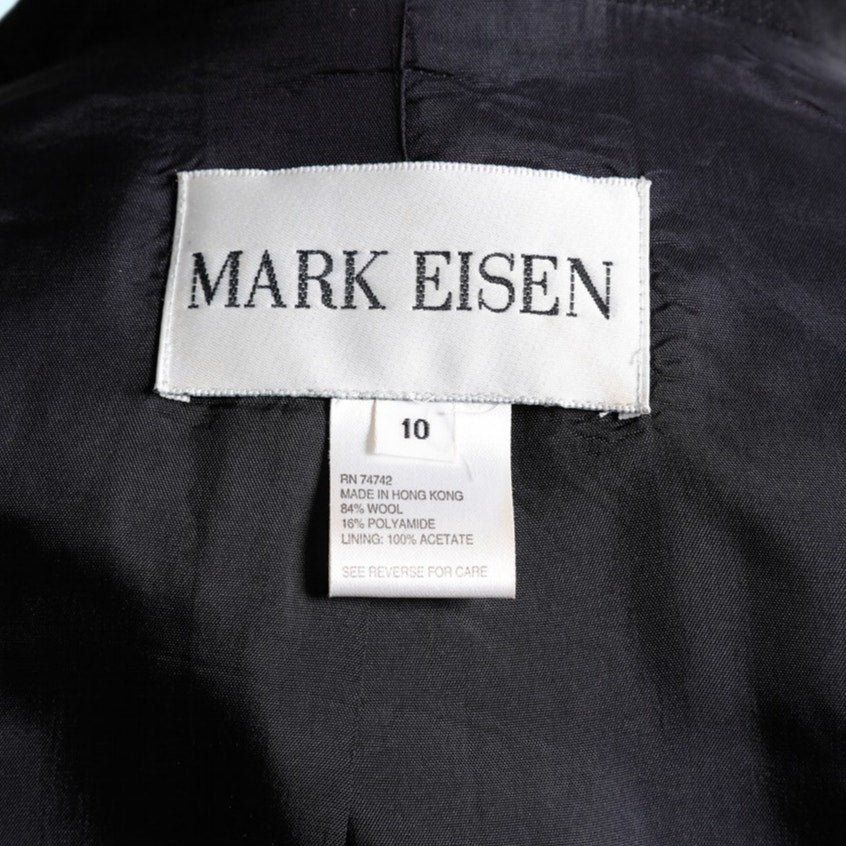 MARK EISEN
10
RN 74742
MADE IN HONG KONG
84% WOOL
16% POLYAMIDE
LINING: 100% ACETATE
SEE REVERSE FOR CARE